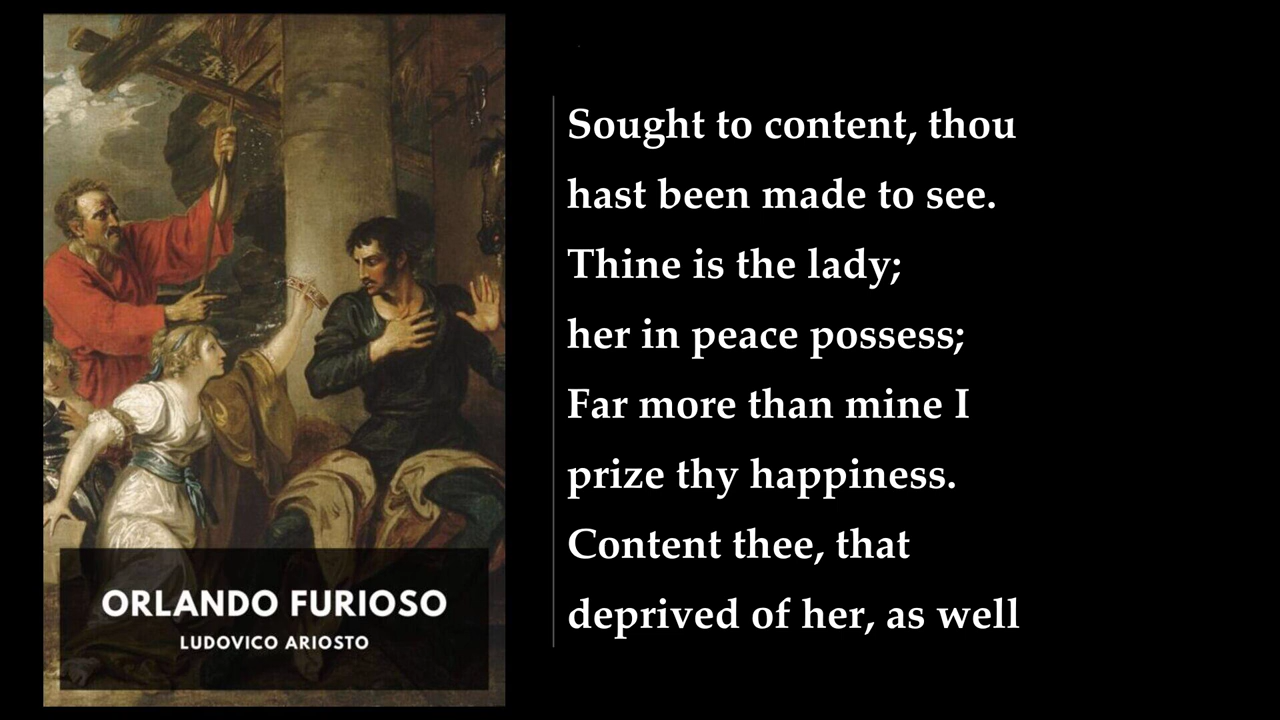 ORLANDO FURIOSO
LUDOVICO ARIOSTO
Sought to content, thou
hast been made to see.
Thine is the lady;
her in peace possess;
Far more than mine I
prize thy happiness.
Content thee, that
deprived of her, as well